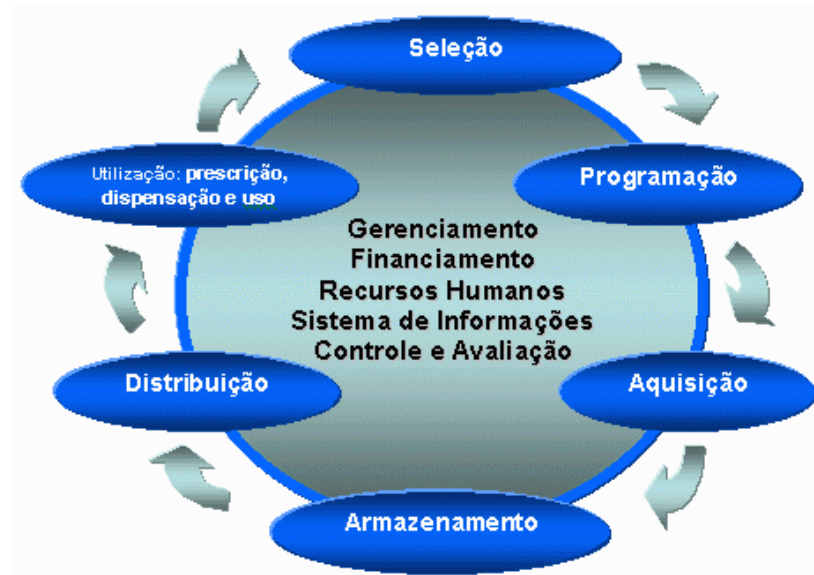 Seleção
Programação
Aquisição
Armazenamento
Distribuição
Utilização: prescrição,
dispensação e uso
Gerenciamento
Financiamento
Recursos Humanos
Sistema de Informações
Controle e Avaliação